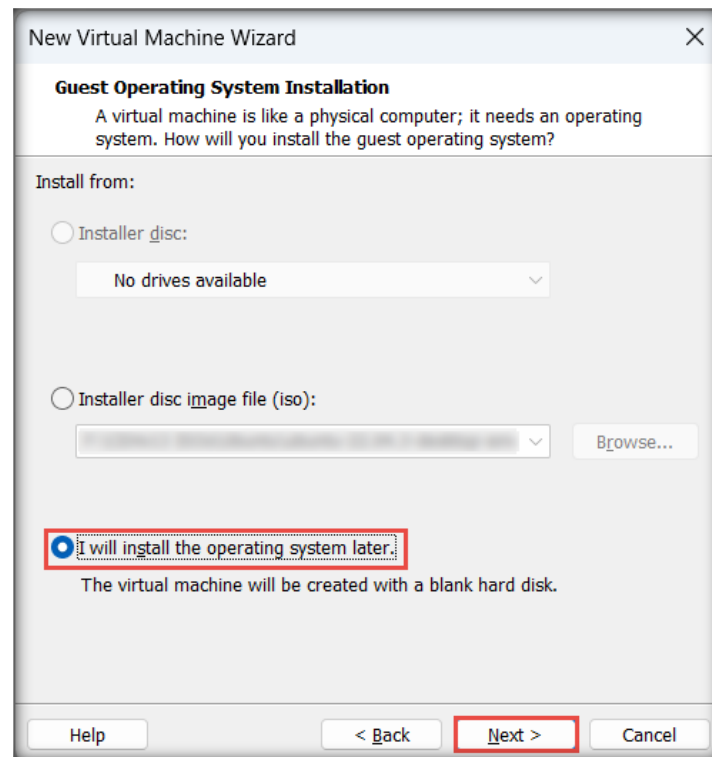 New Virtual Machine Wizard
Guest Operating System Installation
A virtual machine is like a physical computer; it needs an operating
system. How will you install the guest operating system?
Install from:
Installer disc:
No drives available
Installer disc image file (iso):
Browse...
I will install the operating system later.
The virtual machine will be created with a blank hard disk.
Help
< Back
Next >
Cancel